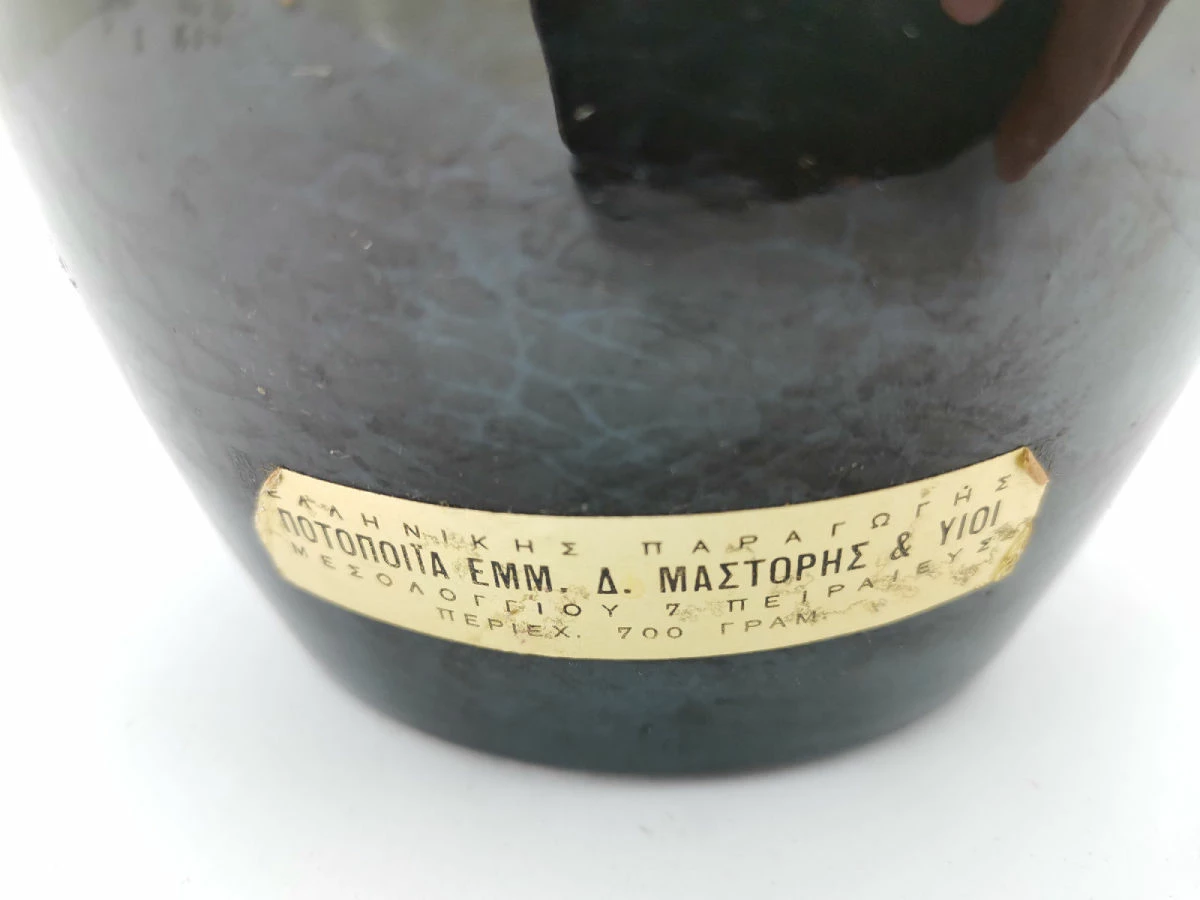 ΕΛΛΗΝΙΚΗΣ ΠΑΡΑΓΩΓΗΣ
ΠΟΤΟΠΟΙΪΑ ΕΜΜ. Δ. ΜΑΣΤΟΡΗΣ & ΥΙΟΙ
ΜΕΣΟΛΟΓΓΙΟΥ 7 ΠΕΙΡΑΙΕΥΣ
ΠΕΡΙΕΧ. 700 ΓΡΑΜ.